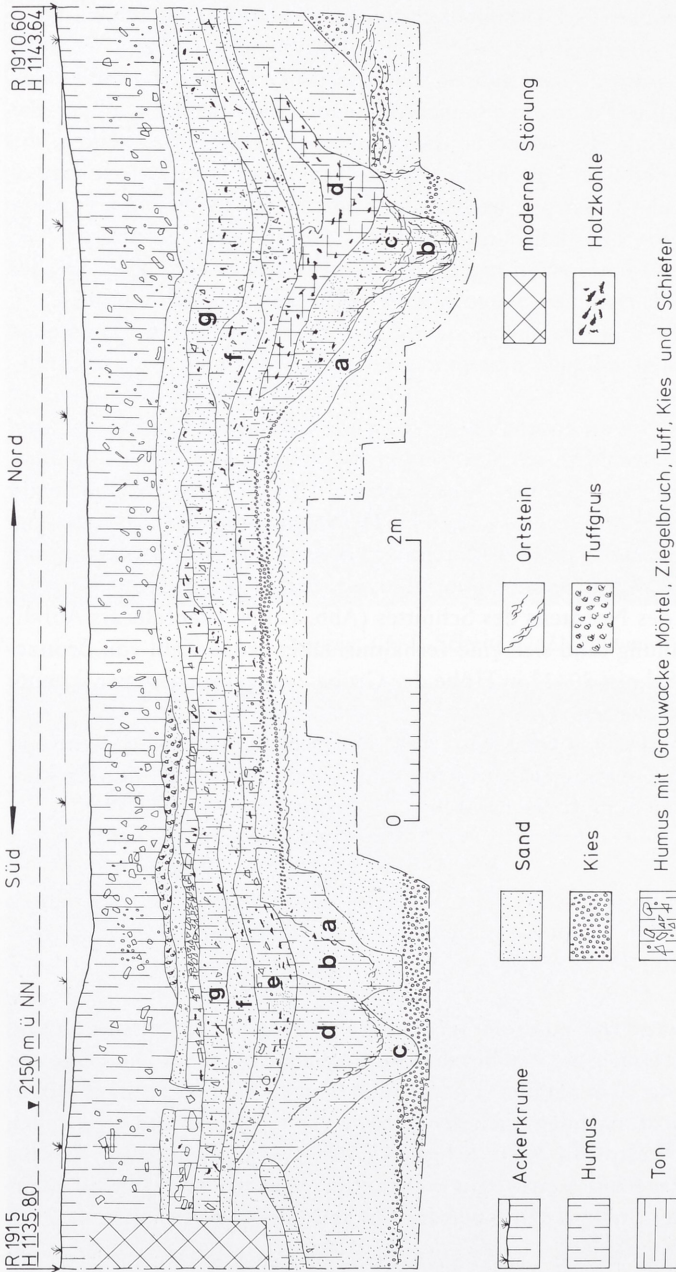 Süd Nord
R 1915
H 1135.80
2150 m ü NN
R 1910.60
H 1143.64
g
g
f
f
e
d
d
b
a
a
c
c
b
0 2m
Ackerkrume
Sand
Ortstein
moderne Störung
Humus
Kies
Tuffgrus
Holzkohle
Ton
Humus mit Grauwacke, Mörtel, Ziegelbruch, Tuff, Kies und Schiefer